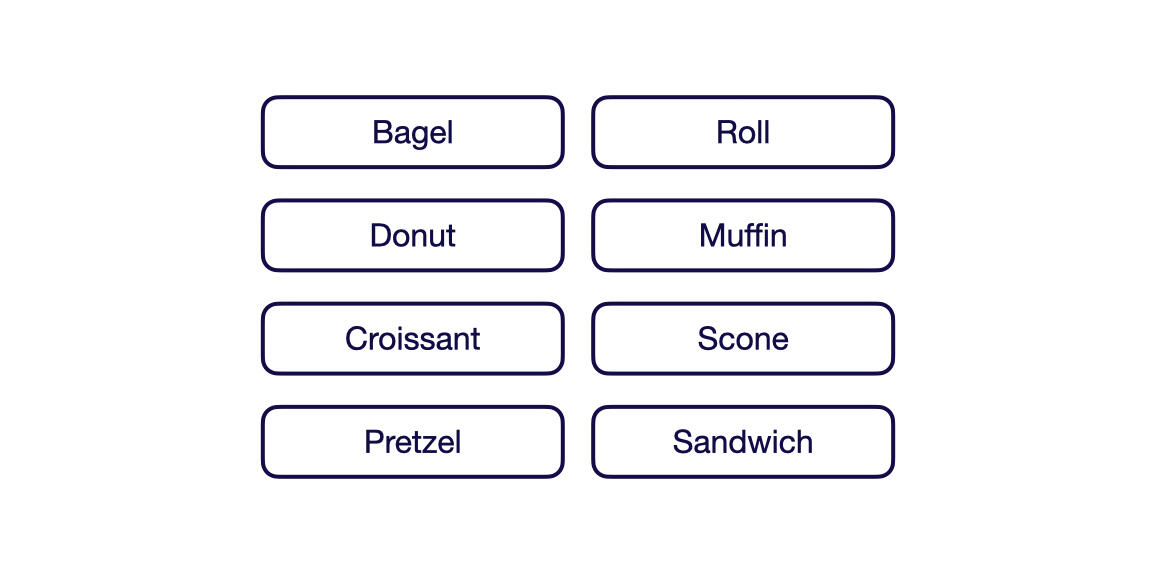 Bagel
Roll
Donut
Muffin
Croissant
Scone
Pretzel
Sandwich